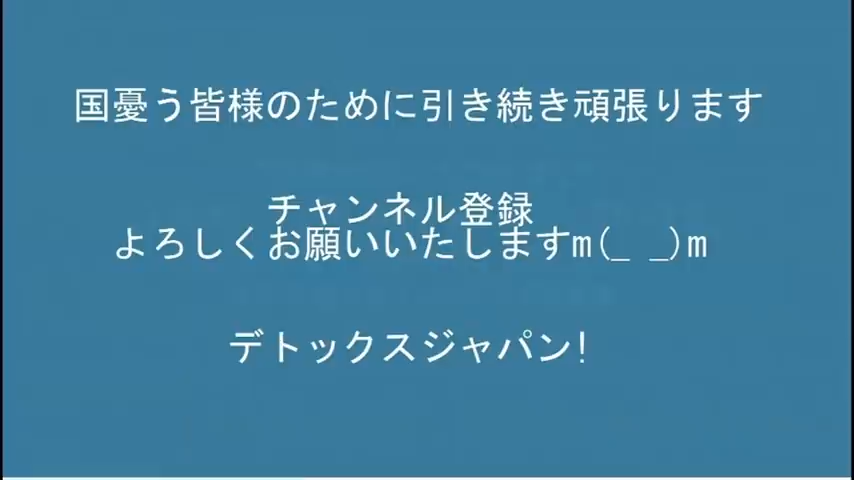 国憂う皆様のために引き続き頑張ります
チャンネル登録
よろしくお願いいたしますm(_ _)m
デトックスジャパン!